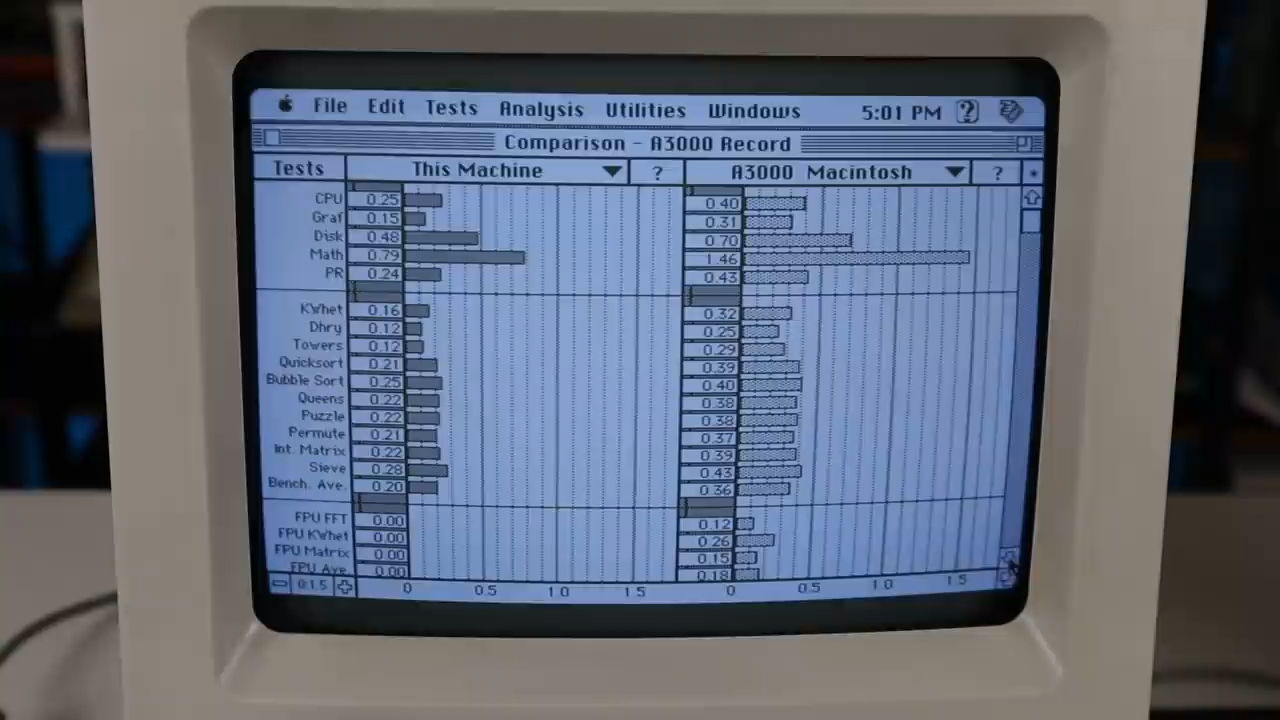 File Edit Tests Analysis Utilities Windows 5:01 PM ?
Comparison - A3000 Record
Tests This Machine ? A3000 Macintosh ?
CPU 0.25 0.40
Graf 0.15 0.31
Disk 0.48 0.70
Math 0.79 1.46
PR 0.24 0.43
KWhet 0.16 0.32
Dhry 0.12 0.25
Towers 0.12 0.29
Quicksort 0.21 0.39
Bubble Sort 0.25 0.40
Queens 0.22 0.38
Puzzle 0.22 0.38
Permute 0.21 0.37
Int. Matrix 0.22 0.39
Sieve 0.28 0.43
Bench. Ave. 0.20 0.36
FPU FFT 0.00 0.12
FPU KWhet 0.00 0.26
FPU Matrix 0.00 0.15
FPU Ave. 0.00 0.18
0:1.5 0 0.5 1.0 1.5 0 0.5 1.0 1.5